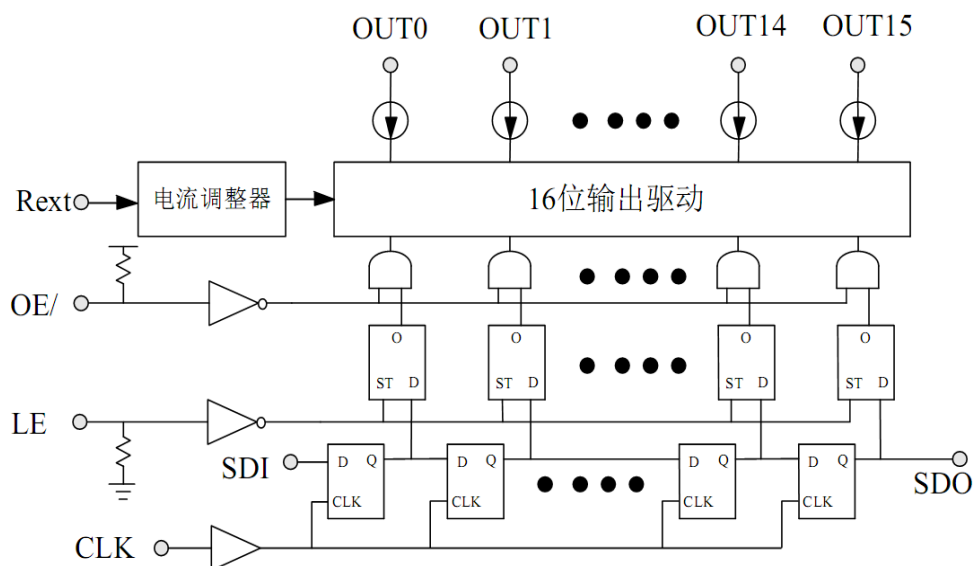 OUT0 OUT1 OUT14 OUT15
Rext 电流调整器 16位输出驱动
OE/
O O O O
ST D ST D ST D ST D
LE
SDI D Q D Q D Q D Q SDO
CLK CLK CLK CLK
CLK